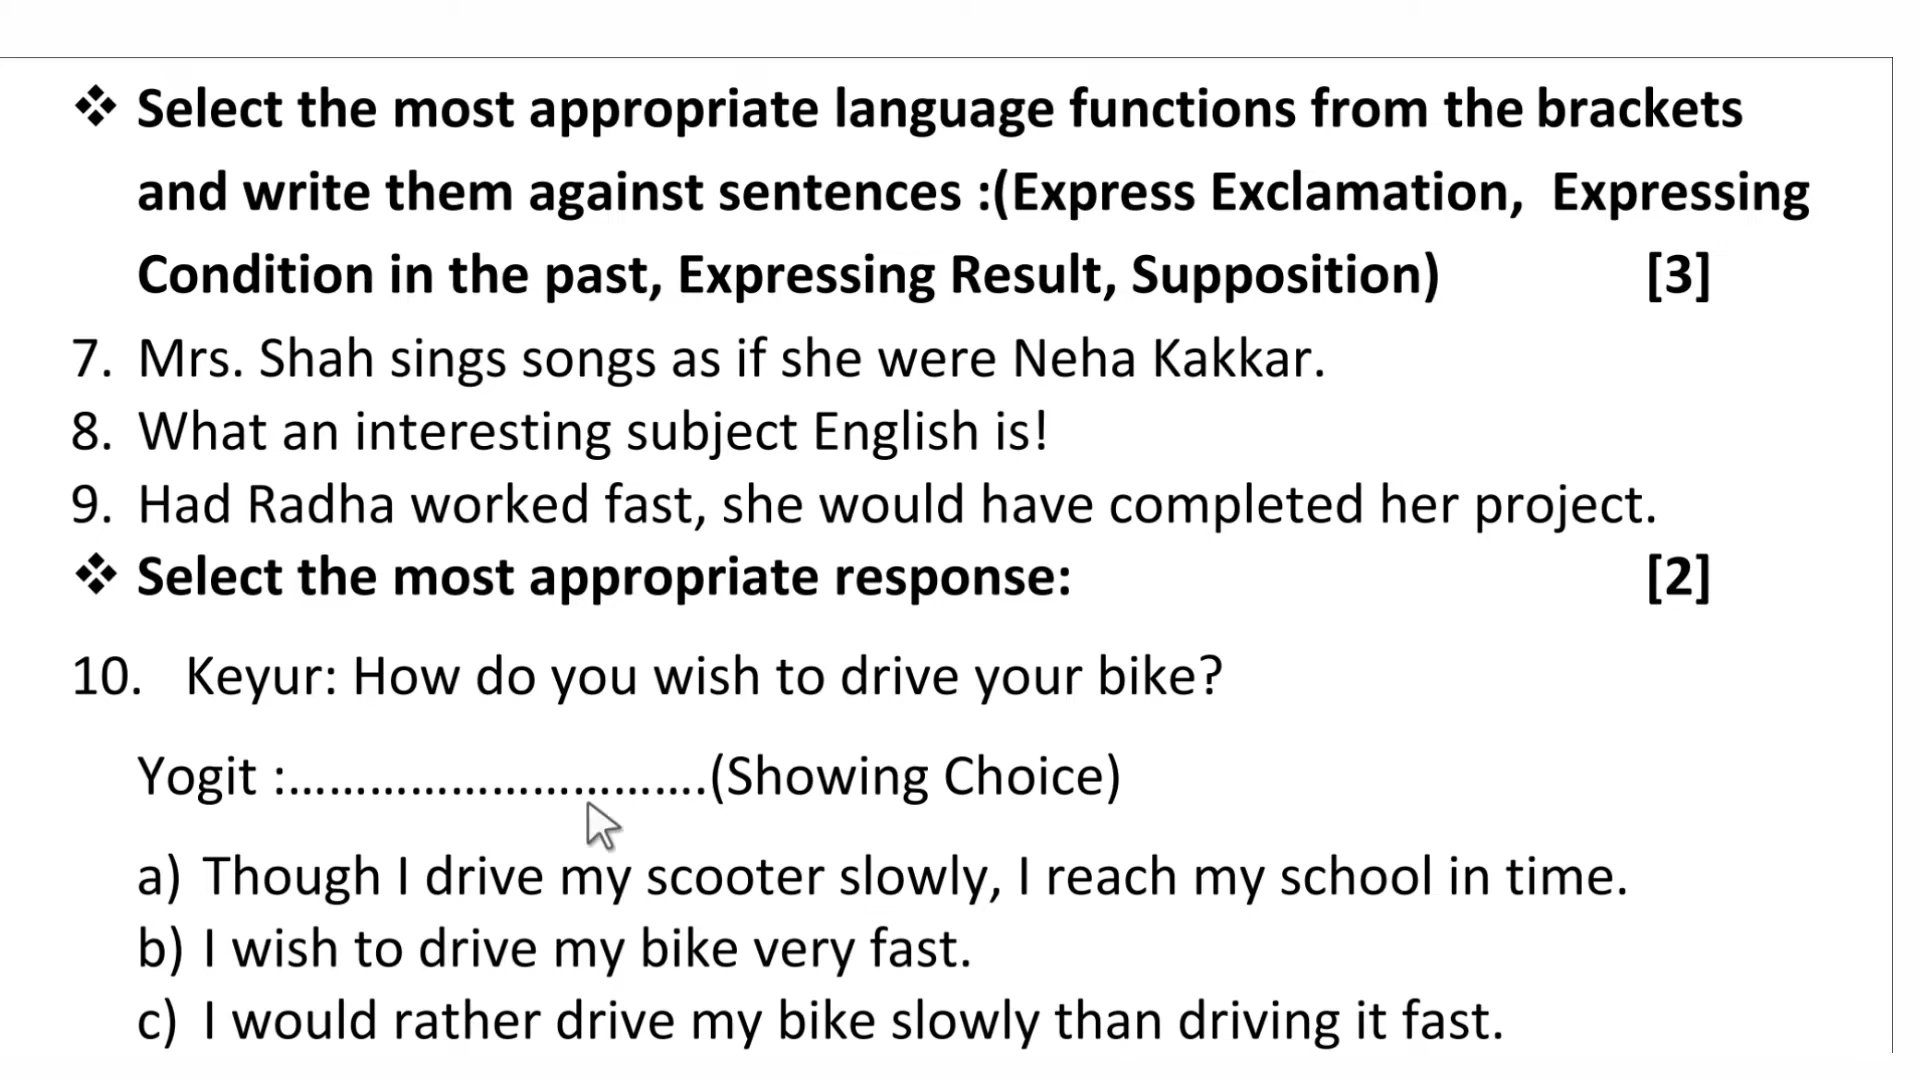 ❖ Select the most appropriate language functions from the brackets
and write them against sentences :(Express Exclamation, Expressing
Condition in the past, Expressing Result, Supposition) [3]
7. Mrs. Shah sings songs as if she were Neha Kakkar.
8. What an interesting subject English is!
9. Had Radha worked fast, she would have completed her project.
❖ Select the most appropriate response: [2]
10. Keyur: How do you wish to drive your bike?
Yogit :…………………………….(Showing Choice)
a) Though I drive my scooter slowly, I reach my school in time.
b) I wish to drive my bike very fast.
c) I would rather drive my bike slowly than driving it fast.